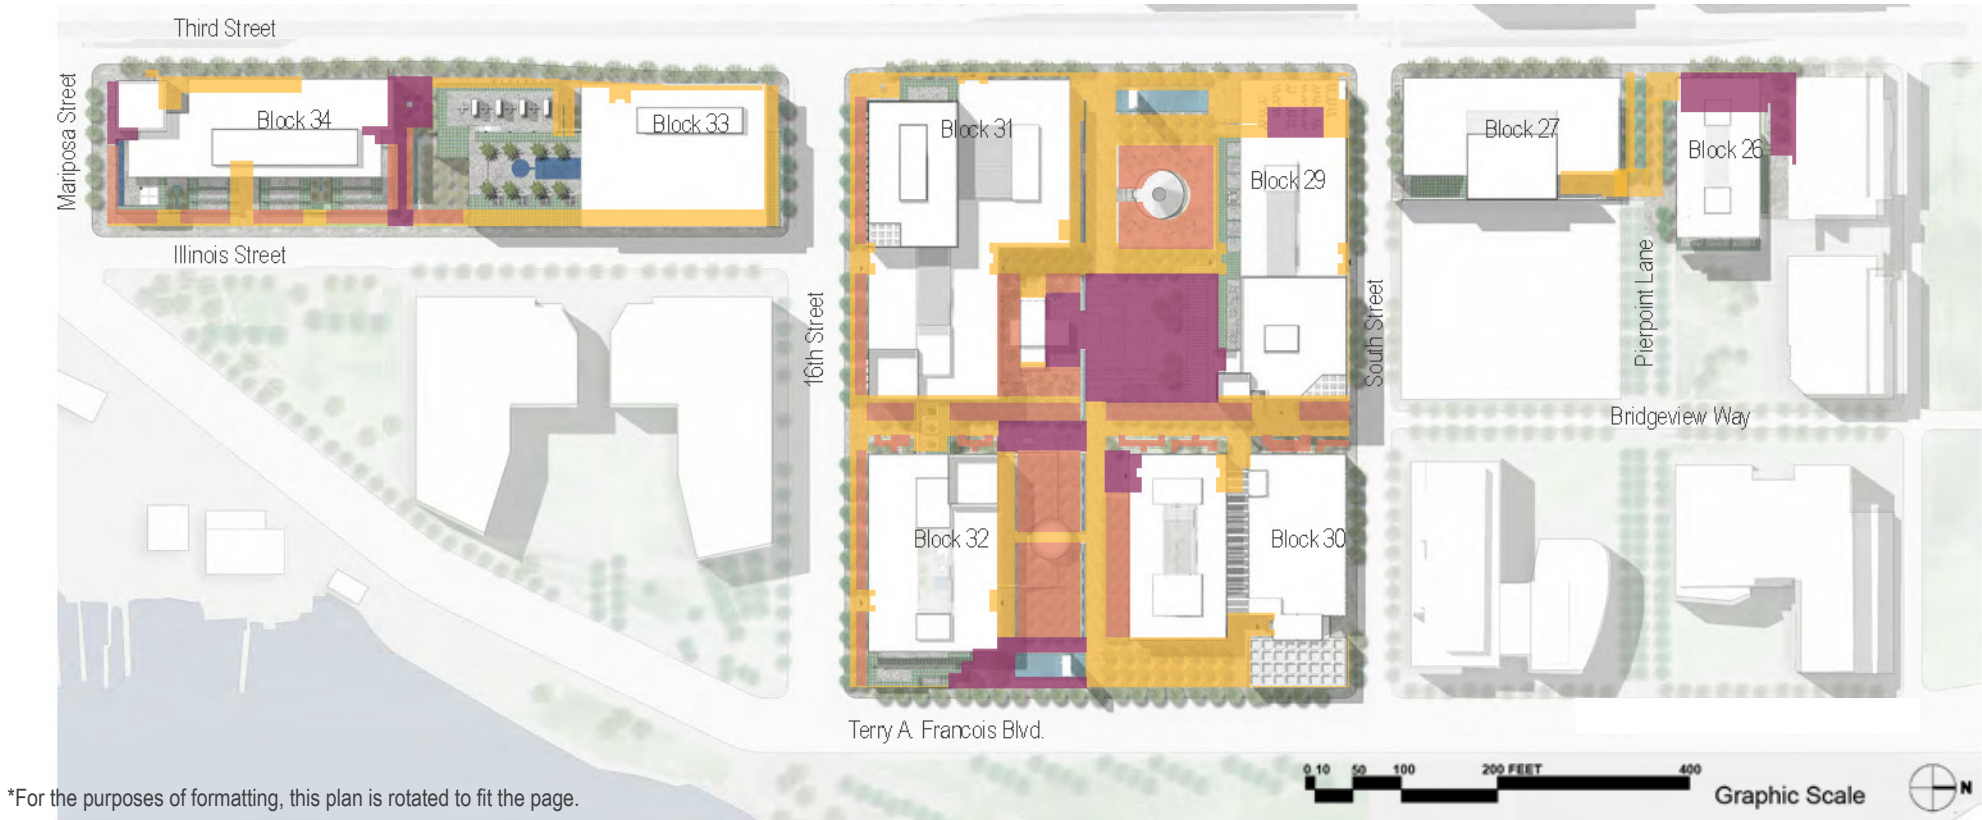 Third Street
Mariposa Street
Block 34
Block 33
Block 31
Block 29
Block 27
Block 26
Illinois Street
16th Street
South Street
Pierpoint Lane
Bridgeview Way
Block 32
Block 30
Terry A. Francois Blvd.
0 10 50 100 200 FEET 400
Graphic Scale
N
*For the purposes of formatting, this plan is rotated to fit the page.